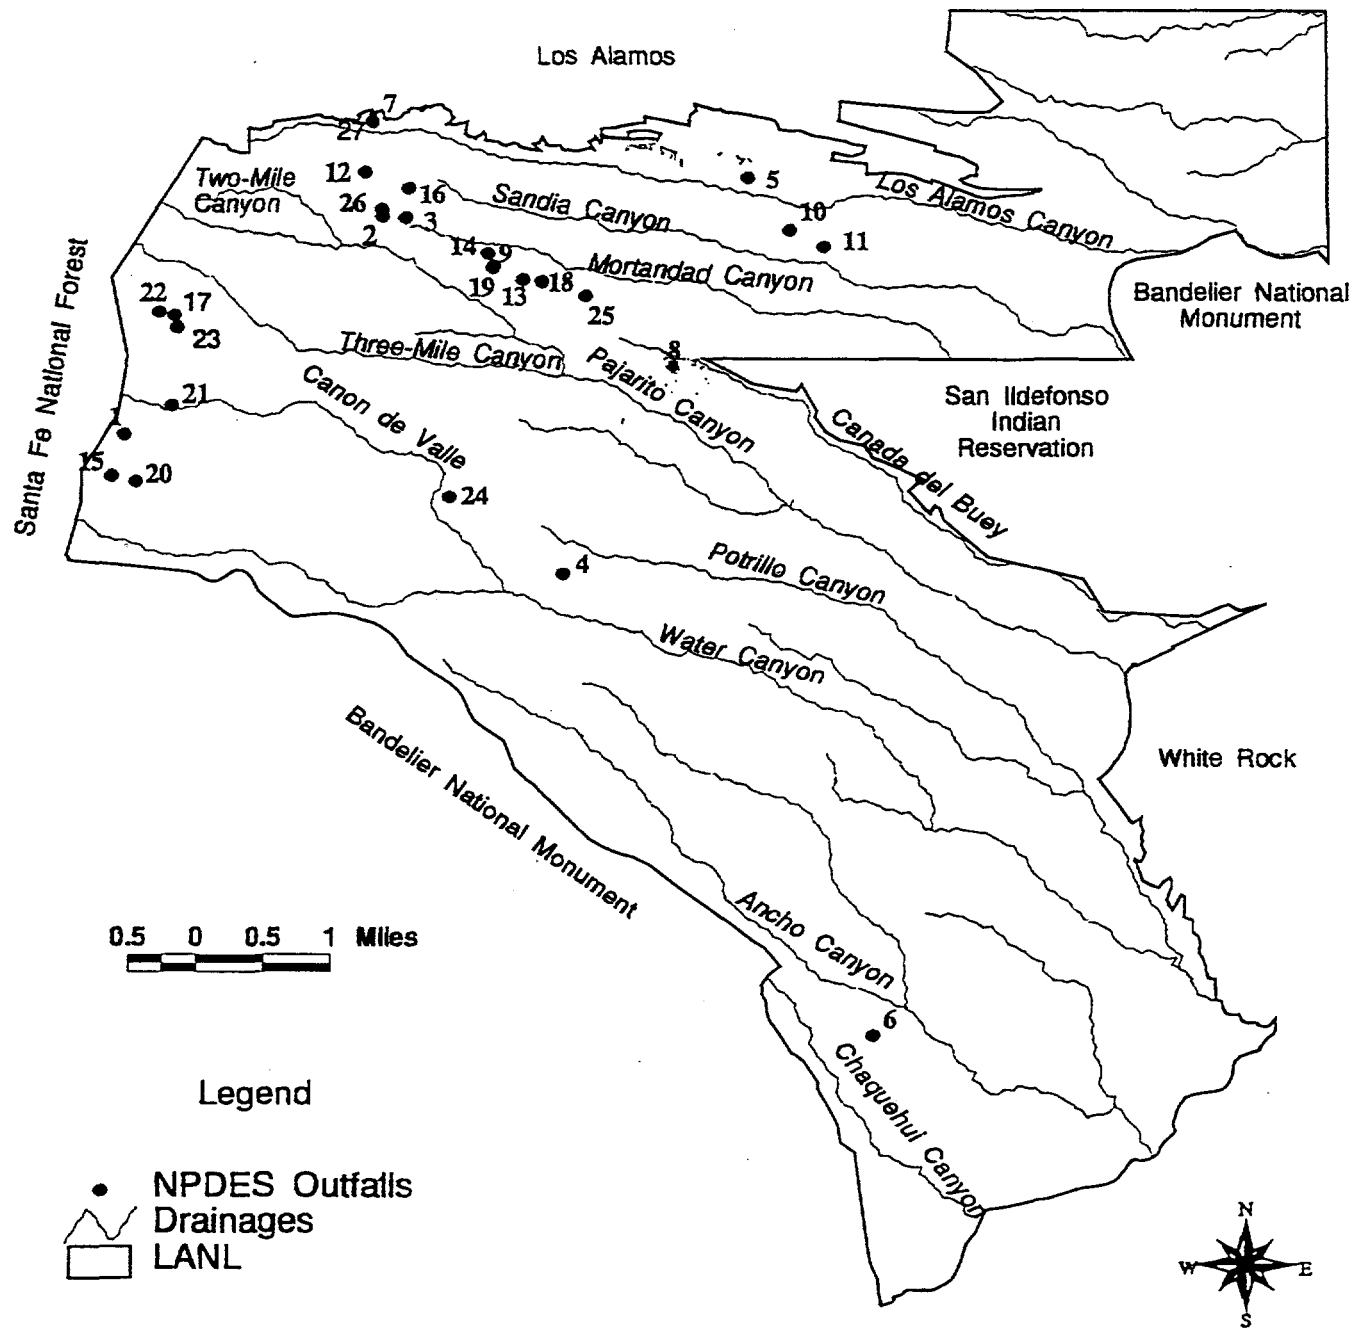 Los Alamos
7
27
12
Two-Mile
Canyon
16
26
3
2
Sandia Canyon
5
10
11
Los Alamos Canyon
14
9
19
13
18
25
Mortandad Canyon
Bandelier National
Monument
Santa Fe National Forest
22
17
23
Three-Mile Canyon
8
Pajarito Canyon
San Ildefonso
Indian
Reservation
Canon de Valle
21
1
15
20
24
Canada del Buey
4
Potrillo Canyon
Water Canyon
White Rock
Bandelier National Monument
Ancho Canyon
6
Chaquehui Canyon
0.5 0 0.5 1 Miles
Legend
NPDES Outfalls
Drainages
LANL
N
W E
S